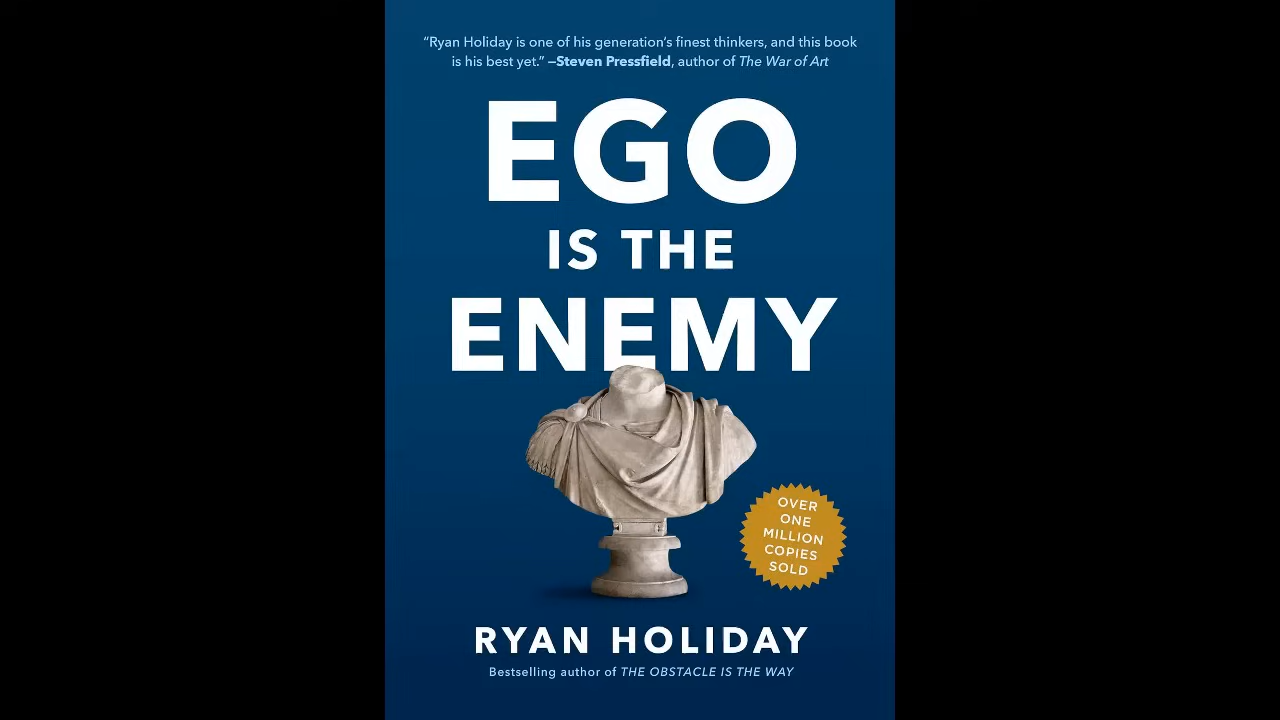 “Ryan Holiday is one of his generation’s finest thinkers, and this book
is his best yet.” —Steven Pressfield, author of The War of Art
EGO
IS THE
ENEMY
OVER
ONE
MILLION
COPIES
SOLD
RYAN HOLIDAY
Bestselling author of THE OBSTACLE IS THE WAY